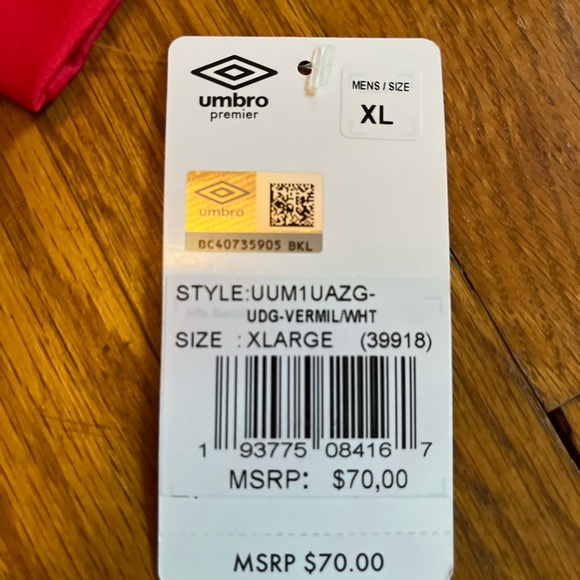 umbro
premier
MENS / SIZE
XL
umbro
BC40735905 BKL
STYLE:UUM1UAZG-
UDG-VERMIL/WHT
SIZE : XLARGE (39918)
1 93775 08416 7
MSRP: $70,00
MSRP $70.00